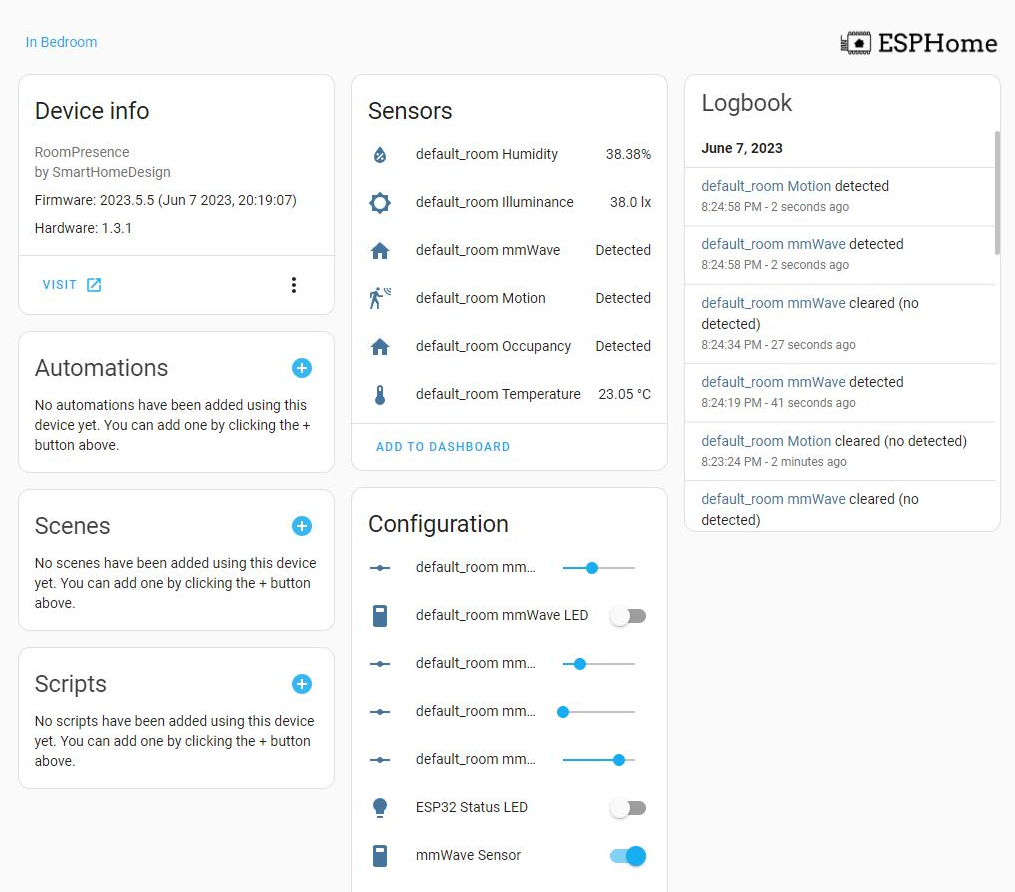 In Bedroom
ESPHome
Device info
RoomPresence
by SmartHomeDesign
Firmware: 2023.5.5 (Jun 7 2023, 20:19:07)
Hardware: 1.3.1
VISIT
Automations
No automations have been added using this
device yet. You can add one by clicking the +
button above.
Scenes
No scenes have been added using this device
yet. You can add one by clicking the + button
above.
Scripts
No scripts have been added using this device
yet. You can add one by clicking the + button
above.
Sensors
default_room Humidity 38.38%
default_room Illuminance 38.0 lx
default_room mmWave Detected
default_room Motion Detected
default_room Occupancy Detected
default_room Temperature 23.05 °C
ADD TO DASHBOARD
Configuration
default_room mm...
default_room mmWave LED
default_room mm...
default_room mm...
default_room mm...
ESP32 Status LED
mmWave Sensor
Logbook
June 7, 2023
default_room Motion detected
8:24:58 PM - 2 seconds ago
default_room mmWave detected
8:24:58 PM - 2 seconds ago
default_room mmWave cleared (no
detected)
8:24:34 PM - 27 seconds ago
default_room mmWave detected
8:24:19 PM - 41 seconds ago
default_room Motion cleared (no detected)
8:23:24 PM - 2 minutes ago
default_room mmWave cleared (no
detected)